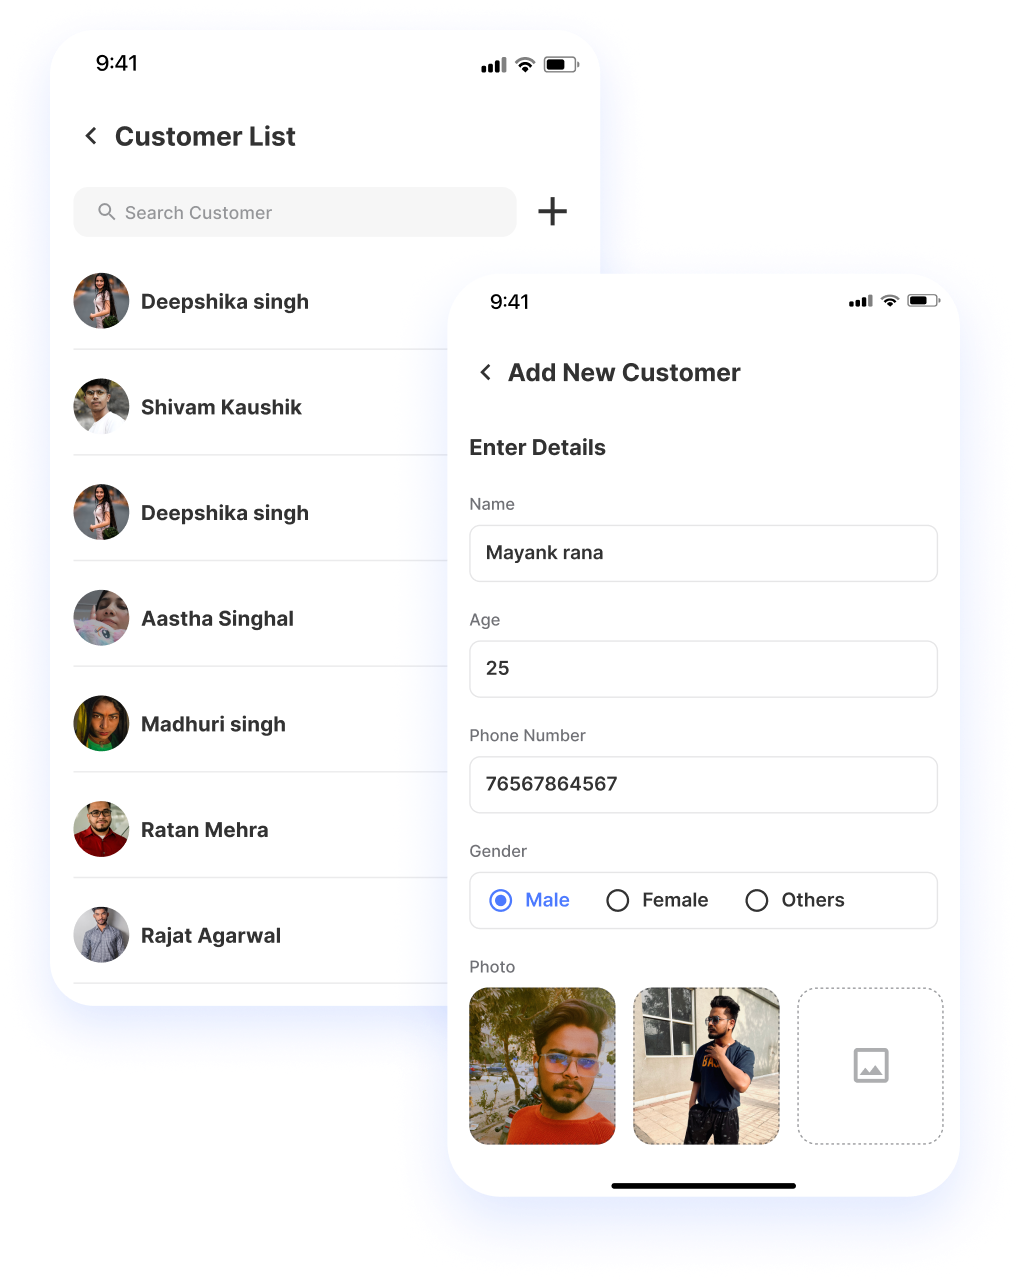 9:41
Customer List
Search Customer
Deepshika singh
Shivam Kaushik
Deepshika singh
Aastha Singhal
Madhuri singh
Ratan Mehra
Rajat Agarwal
9:41
Add New Customer
Enter Details
Name
Mayank rana
Age
25
Phone Number
76567864567
Gender
Male Female Others
Photo